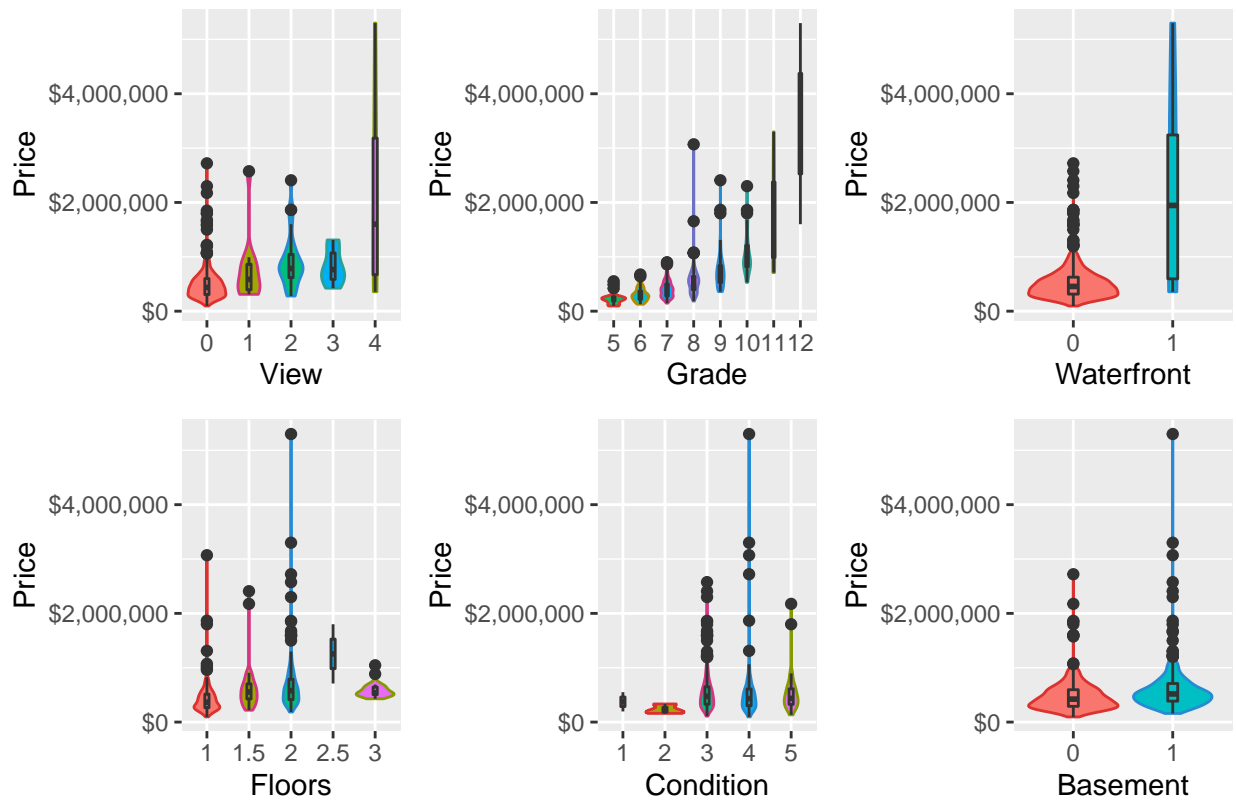 Price
$4,000,000
$2,000,000
$0
0 1 2 3 4
View
Price
$4,000,000
$2,000,000
$0
5 6 7 8 9 10 11 12
Grade
Price
$4,000,000
$2,000,000
$0
0 1
Waterfront
Price
$4,000,000
$2,000,000
$0
1 1.5 2 2.5 3
Floors
Price
$4,000,000
$2,000,000
$0
1 2 3 4 5
Condition
Price
$4,000,000
$2,000,000
$0
0 1
Basement